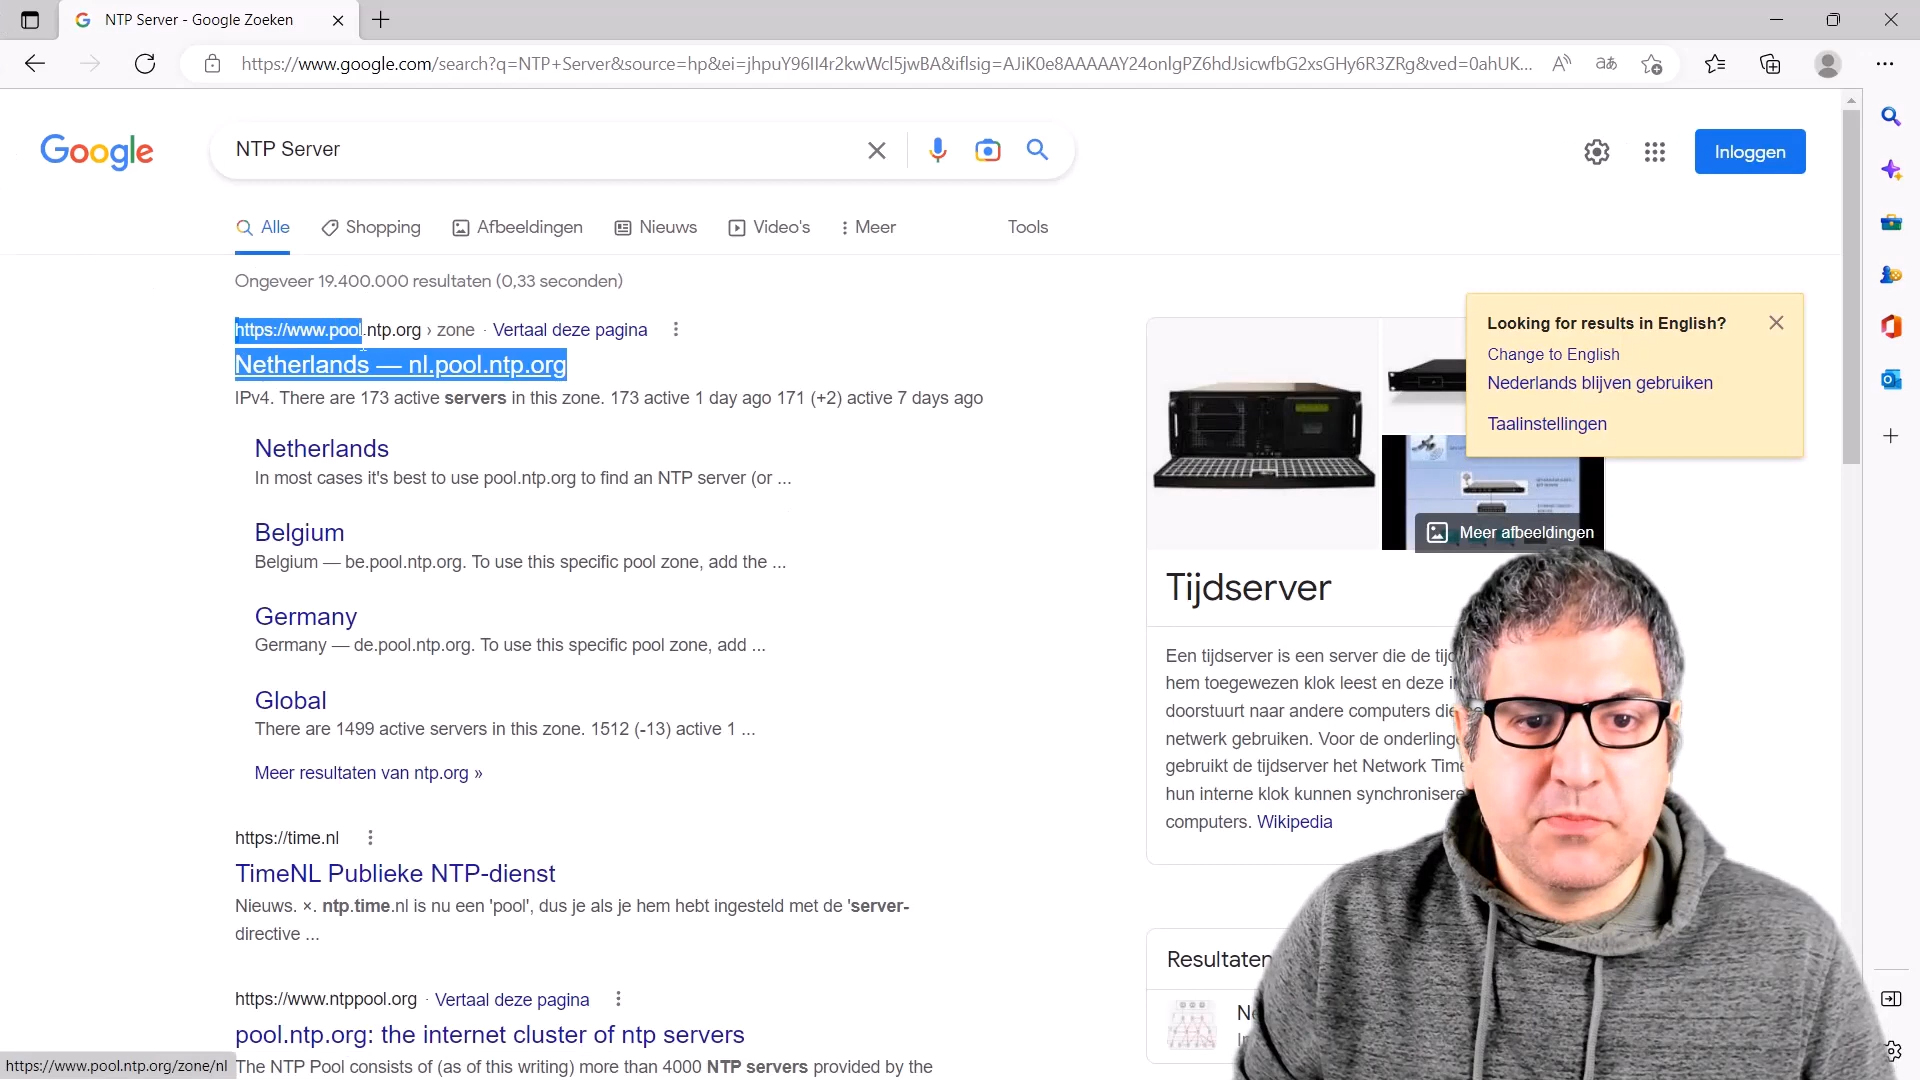 NTP Server - Google Zoeken
https://www.google.com/search?q=NTP+Server&source=hp&ei=jhpuY96II4r2kwWcl5jwBA&iflsig=AJiK0e8AAAAAY24onlgPZ6hdJsicwfbG2xsGHy6R3ZRg&ved=0ahUK...
Google
NTP Server
Inloggen
Alle
Shopping
Afbeeldingen
Nieuws
Video's
Meer
Tools
Ongeveer 19.400.000 resultaten (0,33 seconden)
https://www.pool.ntp.org › zone · Vertaal deze pagina
Netherlands — nl.pool.ntp.org
IPv4. There are 173 active servers in this zone. 173 active 1 day ago 171 (+2) active 7 days ago
Netherlands
In most cases it's best to use pool.ntp.org to find an NTP server (or ...
Belgium
Belgium — be.pool.ntp.org. To use this specific pool zone, add the ...
Germany
Germany — de.pool.ntp.org. To use this specific pool zone, add ...
Global
There are 1499 active servers in this zone. 1512 (-13) active 1 ...
Meer resultaten van ntp.org »
https://time.nl
TimeNL Publieke NTP-dienst
Nieuws. ×. ntp.time.nl is nu een 'pool', dus je als je hem hebt ingesteld met de 'server-
directive ...
https://www.ntppool.org · Vertaal deze pagina
pool.ntp.org: the internet cluster of ntp servers
The NTP Pool consists of (as of this writing) more than 4000 NTP servers provided by the
https://www.pool.ntp.org/zone/nl
Looking for results in English?
Change to English
Nederlands blijven gebruiken
Taalinstellingen
Meer afbeeldingen
Tijdserver
Een tijdserver is een server die de
hem toegewezen klok leest en deze
doorstuurt naar andere computers die
netwerk gebruiken. Voor de
gebruikt de tijdserver het Network
hun interne klok kunnen
computers. Wikipedia
Resultaten